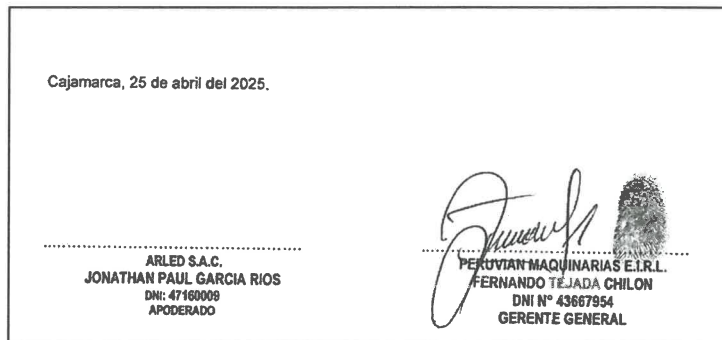 Cajamarca, 25 de abril del 2025.
ARLED S.A.C.
JONATHAN PAUL GARCIA RIOS
DNI: 47160009
APODERADO
PERUVIAN MAQUINARIAS E.I.R.L.
FERNANDO TEJADA CHILON
DNI N° 43667954
GERENTE GENERAL